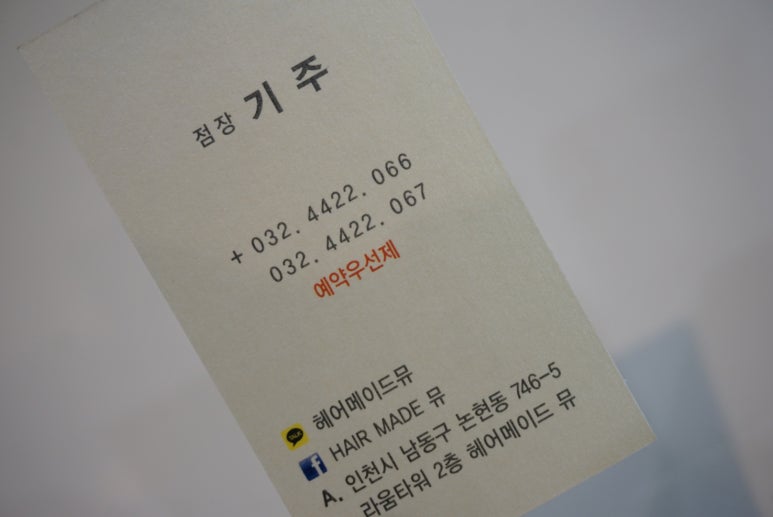 점장 기주
+ 032. 4422. 066
032. 4422. 067
예약우선제
TALK 헤어메이드뮤
f HAIR MADE 뮤
A. 인천시 남동구 논현동 746-5
라움타워 2층 헤어메이드 뮤